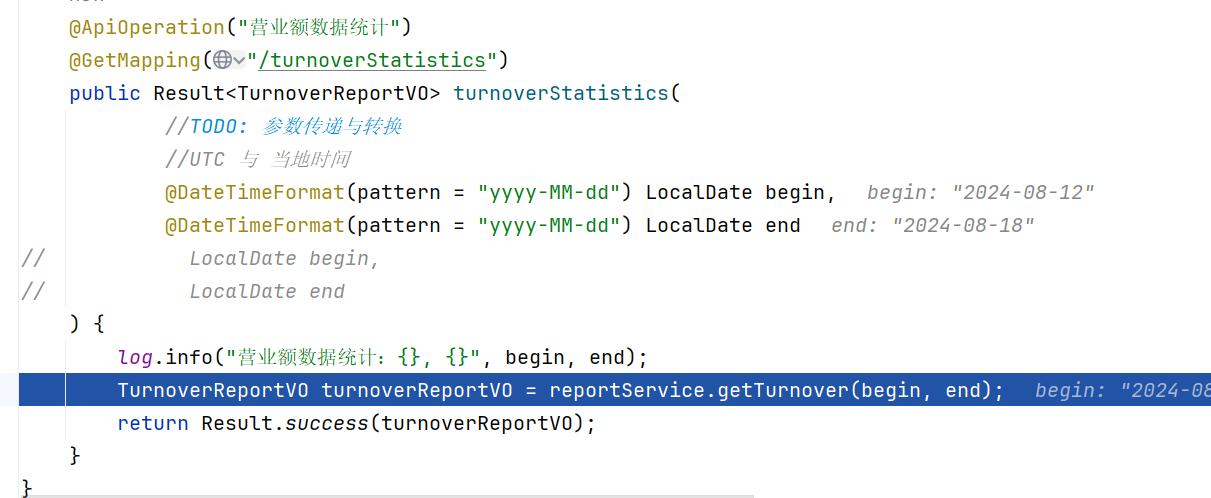 @ApiOperation("营业额数据统计")
@GetMapping("/turnoverStatistics")
public Result<TurnoverReportVO> turnoverStatistics(
//TODO: 参数传递与转换
//UTC 与 当地时间
@DateTimeFormat(pattern = "yyyy-MM-dd") LocalDate begin, begin: "2024-08-12"
@DateTimeFormat(pattern = "yyyy-MM-dd") LocalDate end end: "2024-08-18"
// LocalDate begin,
// LocalDate end
) {
log.info("营业额数据统计：{}, {}", begin, end);
TurnoverReportVO turnoverReportVO = reportService.getTurnover(begin, end); begin: "2024-08
return Result.success(turnoverReportVO);
}
}